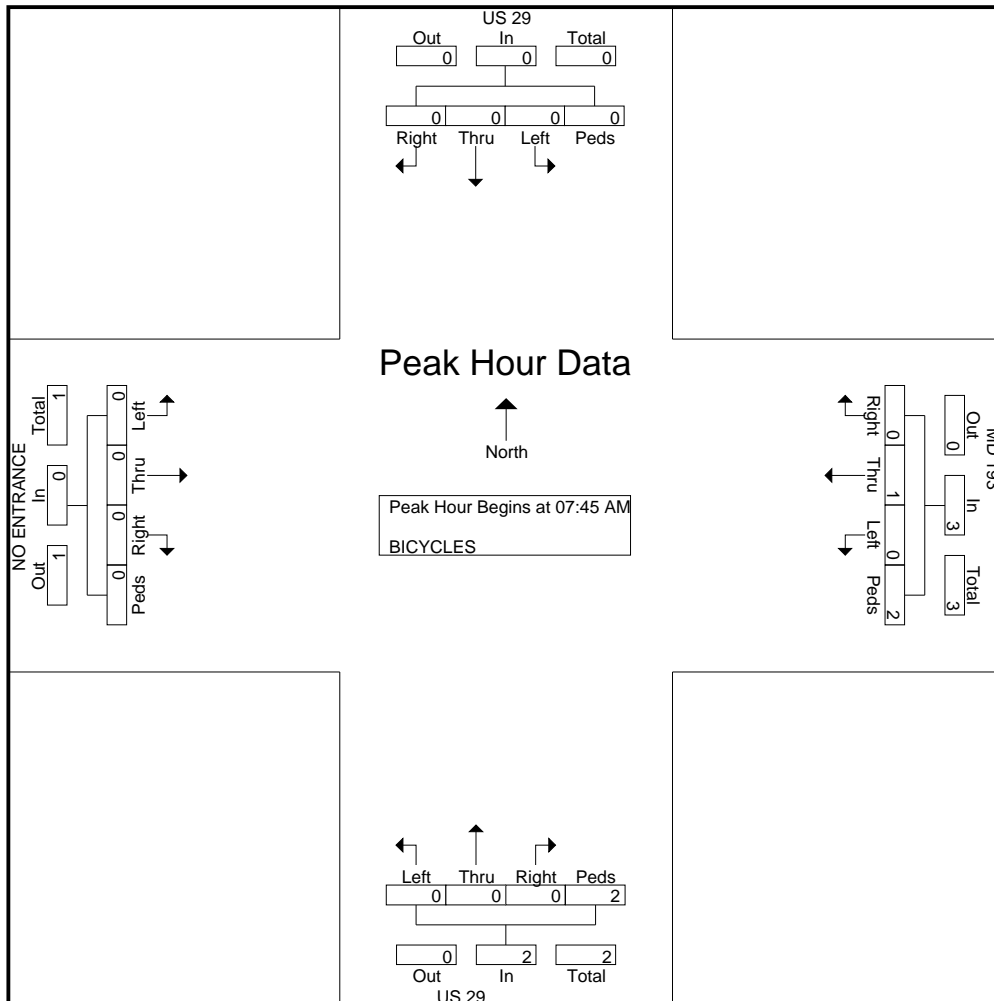 US 29
Out In Total
0 0 0
0 0 0 0
Right Thru Left Peds
Peak Hour Data
North
Peak Hour Begins at 07:45 AM
BICYCLES
NO ENTRANCE
Total In Out
1 0 1
0 0 0 0
Left Thru Right Peds
Right Thru Left Peds
0 1 0 2
Out In Total
0 3 3
MD 193
Left Thru Right Peds
0 0 0 2
0 2 2
Out In Total
US 29